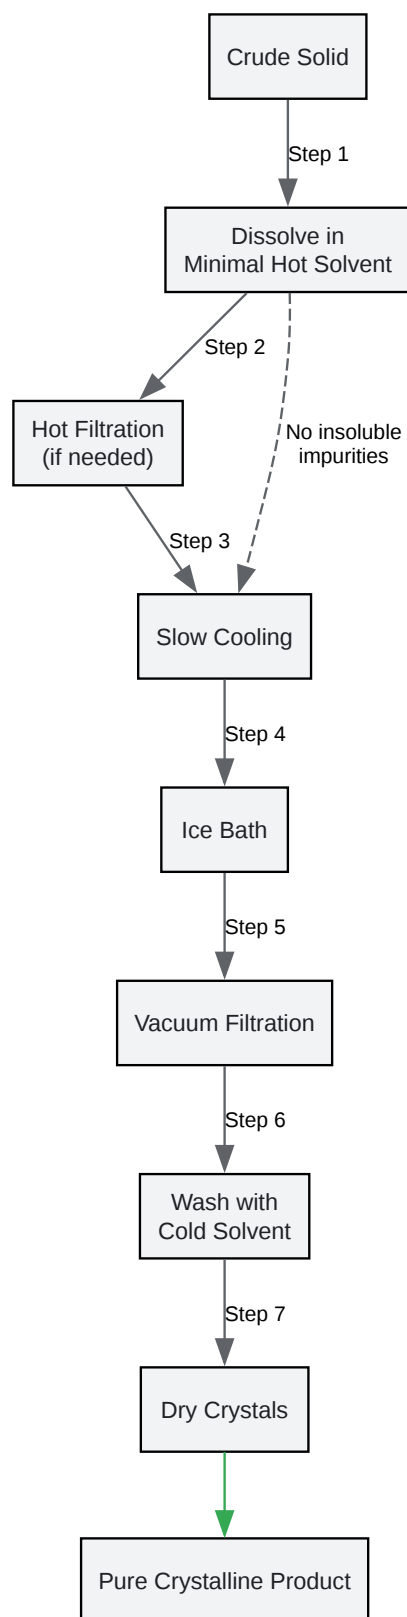 Crude Solid
Step 1
Dissolve in
Minimal Hot Solvent
Step 2
Hot Filtration
(if needed)
No insoluble
impurities
Step 3
Slow Cooling
Step 4
Ice Bath
Step 5
Vacuum Filtration
Step 6
Wash with
Cold Solvent
Step 7
Dry Crystals
Pure Crystalline Product